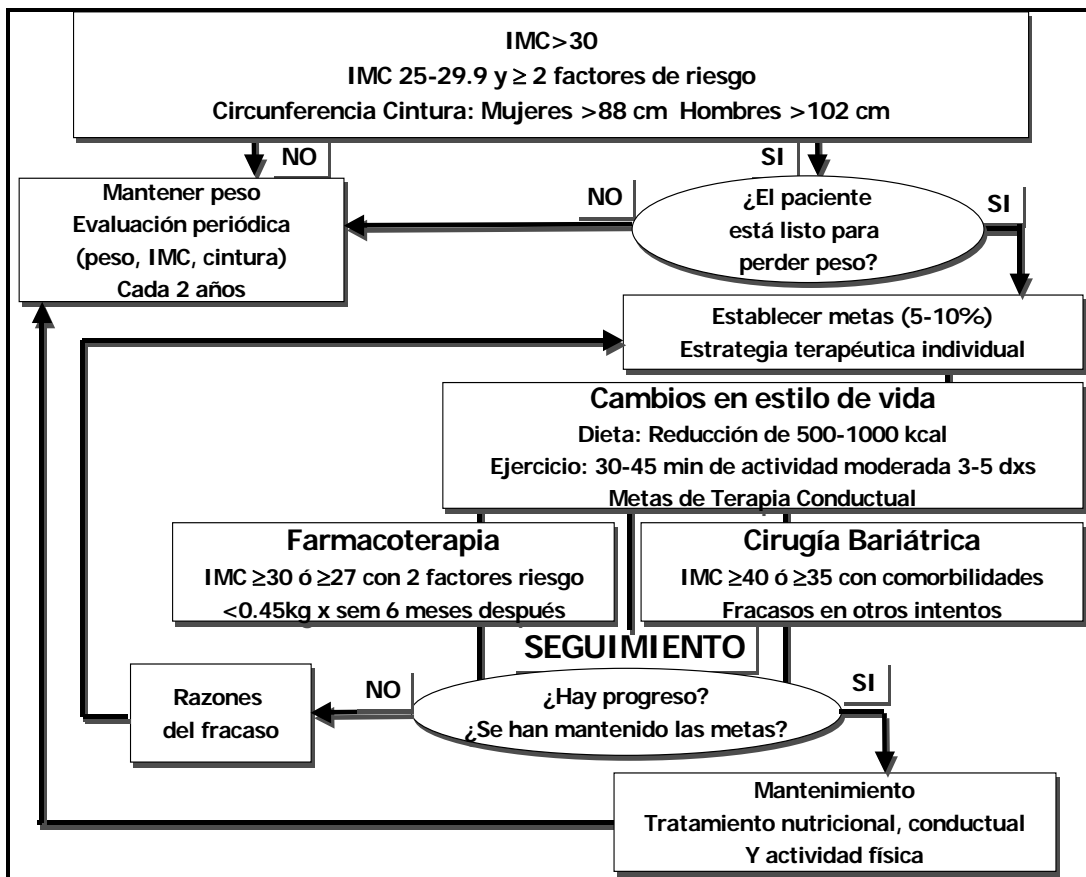 IMC>30
IMC 25-29.9 y ≥ 2 factores de riesgo
Circunferencia Cintura: Mujeres >88 cm Hombres >102 cm
NO
SI
Mantener peso
Evaluación periódica
(peso, IMC, cintura)
Cada 2 años
NO
¿El paciente
está listo para
perder peso?
SI
Establecer metas (5-10%)
Estrategia terapéutica individual
Cambios en estilo de vida
Dieta: Reducción de 500-1000 kcal
Ejercicio: 30-45 min de actividad moderada 3-5 dxs
Metas de Terapia Conductual
Farmacoterapia
IMC ≥30 ó ≥27 con 2 factores riesgo
<0.45kg x sem 6 meses después
Cirugía Bariátrica
IMC ≥40 ó ≥35 con comorbilidades
Fracasos en otros intentos
SEGUIMIENTO
NO
¿Hay progreso?
¿Se han mantenido las metas?
SI
Razones
del fracaso
Mantenimiento
Tratamiento nutricional, conductual
Y actividad física